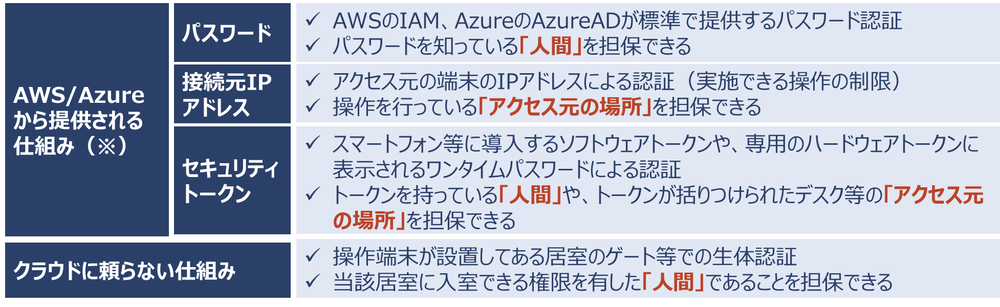 AWS/Azure
から提供される
仕組み（※）
パスワード
✓ AWSのIAM、AzureのAzureADが標準で提供するパスワード認証
✓ パスワードを知っている「人間」を担保できる
接続元IP
アドレス
✓ アクセス元の端末のIPアドレスによる認証（実施できる操作の制限）
✓ 操作を行っている「アクセス元の場所」を担保できる
セキュリティ
トークン
✓ スマートフォン等に導入するソフトウェアトークンや、専用のハードウェアトークンに
表示されるワンタイムパスワードによる認証
✓ トークンを持っている「人間」や、トークンが括りつけられたデスク等の「アクセス元
の場所」を担保できる
クラウドに頼らない仕組み
✓ 操作端末が設置してある居室のゲート等での生体認証
✓ 当該居室に入室できる権限を有した「人間」であることを担保できる